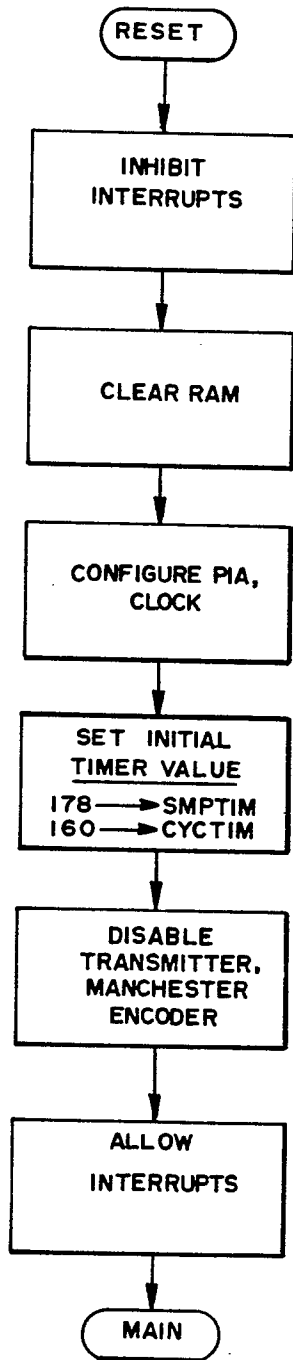 RESET
INHIBIT
INTERRUPTS
CLEAR RAM
CONFIGURE PIA,
CLOCK
SET INITIAL
TIMER VALUE
178 → SMPTIM
160 → CYCTIM
DISABLE
TRANSMITTER,
MANCHESTER
ENCODER
ALLOW
INTERRUPTS
MAIN